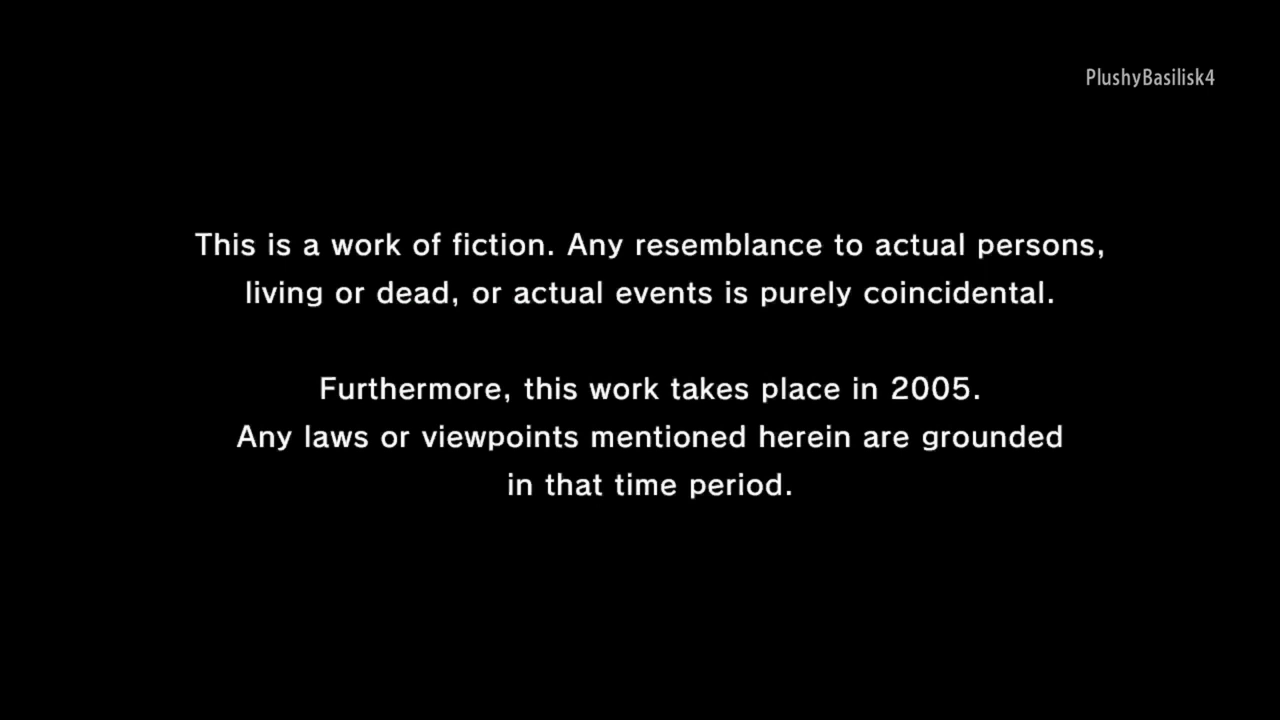 PlushyBasilisk4
This is a work of fiction. Any resemblance to actual persons,
living or dead, or actual events is purely coincidental.
Furthermore, this work takes place in 2005.
Any laws or viewpoints mentioned herein are grounded
in that time period.